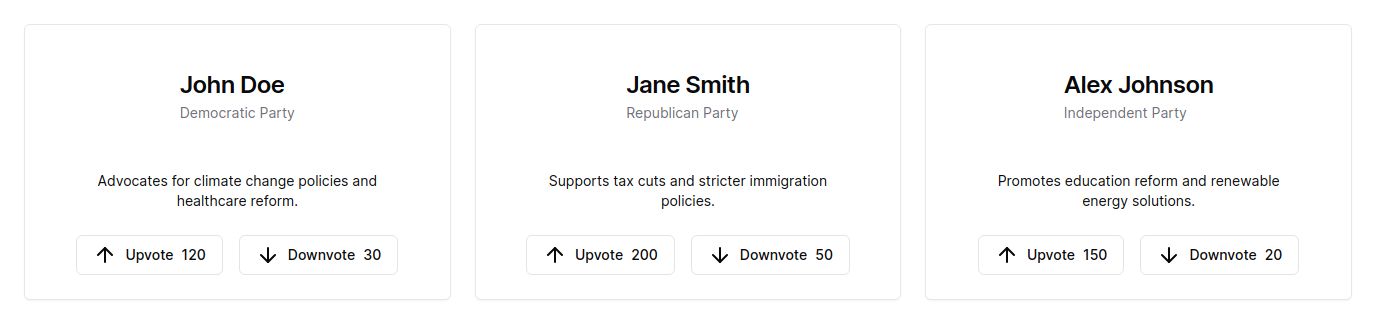 John Doe
Democratic Party
Advocates for climate change policies and
healthcare reform.
Upvote 120
Downvote 30
Jane Smith
Republican Party
Supports tax cuts and stricter immigration
policies.
Upvote 200
Downvote 50
Alex Johnson
Independent Party
Promotes education reform and renewable
energy solutions.
Upvote 150
Downvote 20